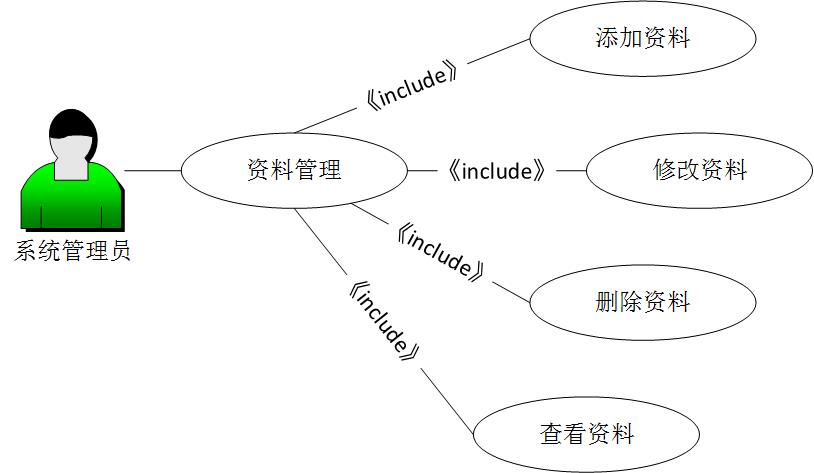 添加资料
《include》
系统管理员
资料管理
《include》
修改资料
《include》
删除资料
《include》
查看资料